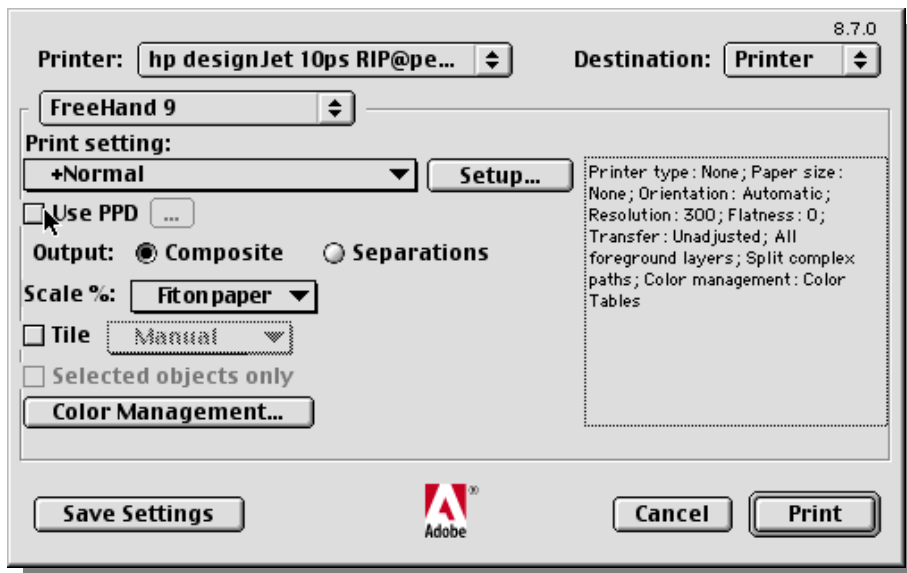 8.7.0
Printer: hp designJet 10ps RIP@pe... Destination: Printer
FreeHand 9
Print setting:
+Normal Setup...
Use PPD ...
Output: Composite Separations
Scale %: Fit on paper
Tile Manual
Selected objects only
Color Management...
Printer type: None; Paper size:
None; Orientation: Automatic;
Resolution: 300; Flatness: 0;
Transfer: Unadjusted; All
foreground layers; Split complex
paths; Color management: Color
Tables
Save Settings Adobe ® Cancel Print